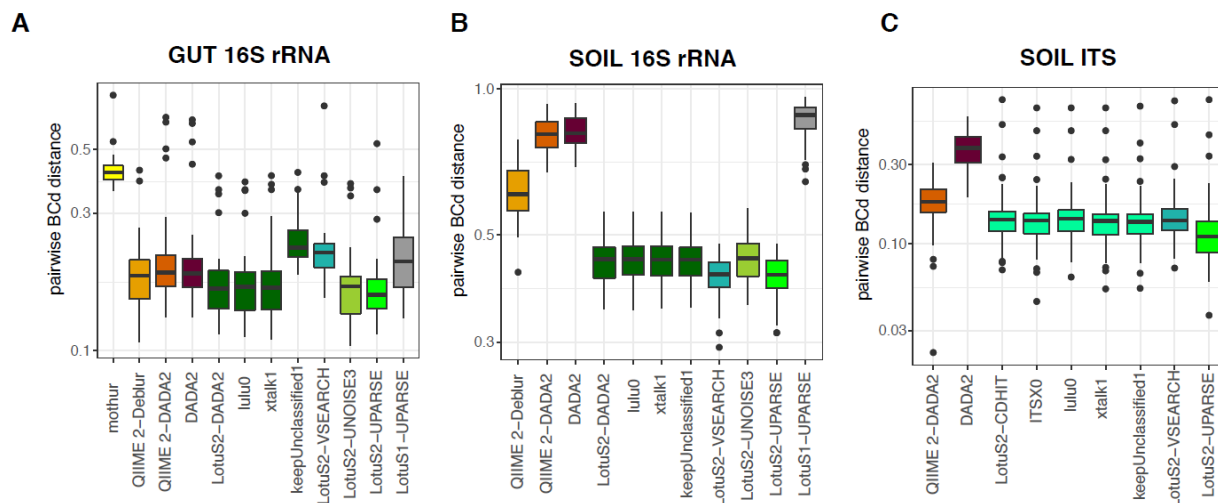 A
GUT 16S rRNA
pairwise BCd distance
0.5
0.3
0.1
mothur
QIIME 2-Deblur
QIIME 2-DADA2
DADA2
LotuS2-DADA2
lulu0
xtalk1
keepUnclassified1
LotuS2-VSEARCH
LotuS2-UNOISE3
LotuS2-UPARSE
LotuS1-UPARSE
B
SOIL 16S rRNA
pairwise BCd distance
1.0
0.5
0.3
QIIME 2-Deblur
QIIME 2-DADA2
DADA2
LotuS2-DADA2
lulu0
xtalk1
keepUnclassified1
LotuS2-VSEARCH
LotuS2-UNOISE3
LotuS2-UPARSE
LotuS1-UPARSE
C
SOIL ITS
pairwise BCd distance
0.30
0.10
0.03
QIIME 2-DADA2
DADA2
LotuS2-CDHIT
ITSX0
lulu0
xtalk1
keepUnclassified1
LotuS2-VSEARCH
LotuS2-UPARSE